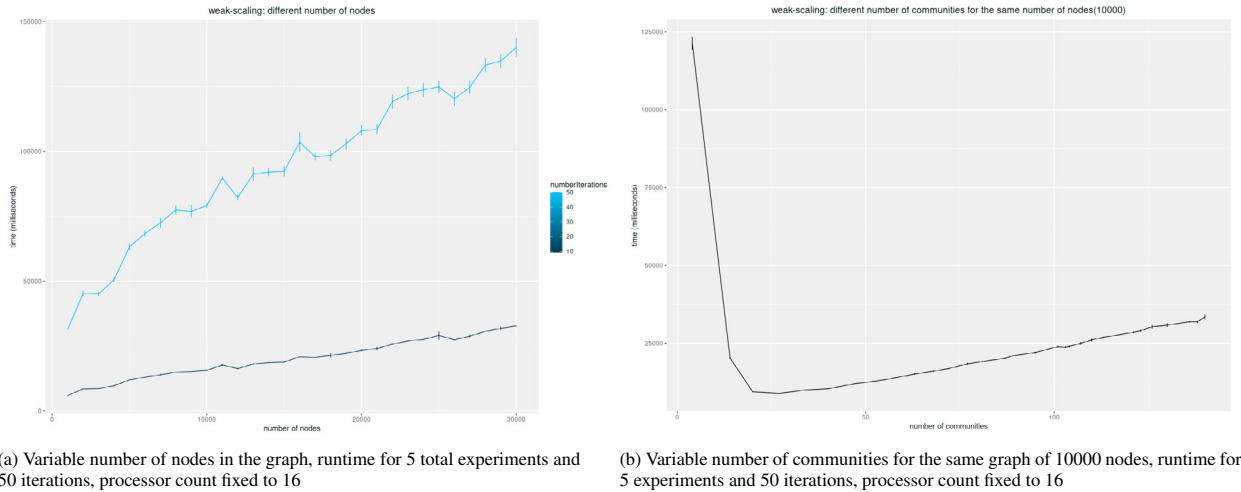 weak-scaling: different number of nodes
150000
100000
50000
0
time (milliseconds)
0
10000
20000
30000
number of nodes
numberIterations
50
40
30
20
10
weak-scaling: different number of communities for the same number of nodes(10000)
125000
100000
75000
50000
25000
time (milliseconds)
0
50
100
number of communities
(a) Variable number of nodes in the graph, runtime for 5 total experiments and
50 iterations, processor count fixed to 16
(b) Variable number of communities for the same graph of 10000 nodes, runtime for
5 experiments and 50 iterations, processor count fixed to 16